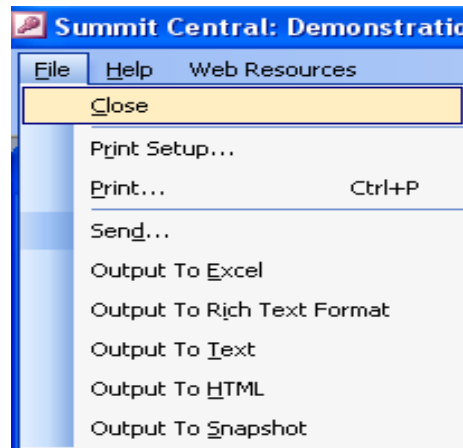 Summit Central: Demonstratio
File Help Web Resources
Close
Print Setup...
Print... Ctrl+P
Send...
Output To Excel
Output To Rich Text Format
Output To Text
Output To HTML
Output To Snapshot